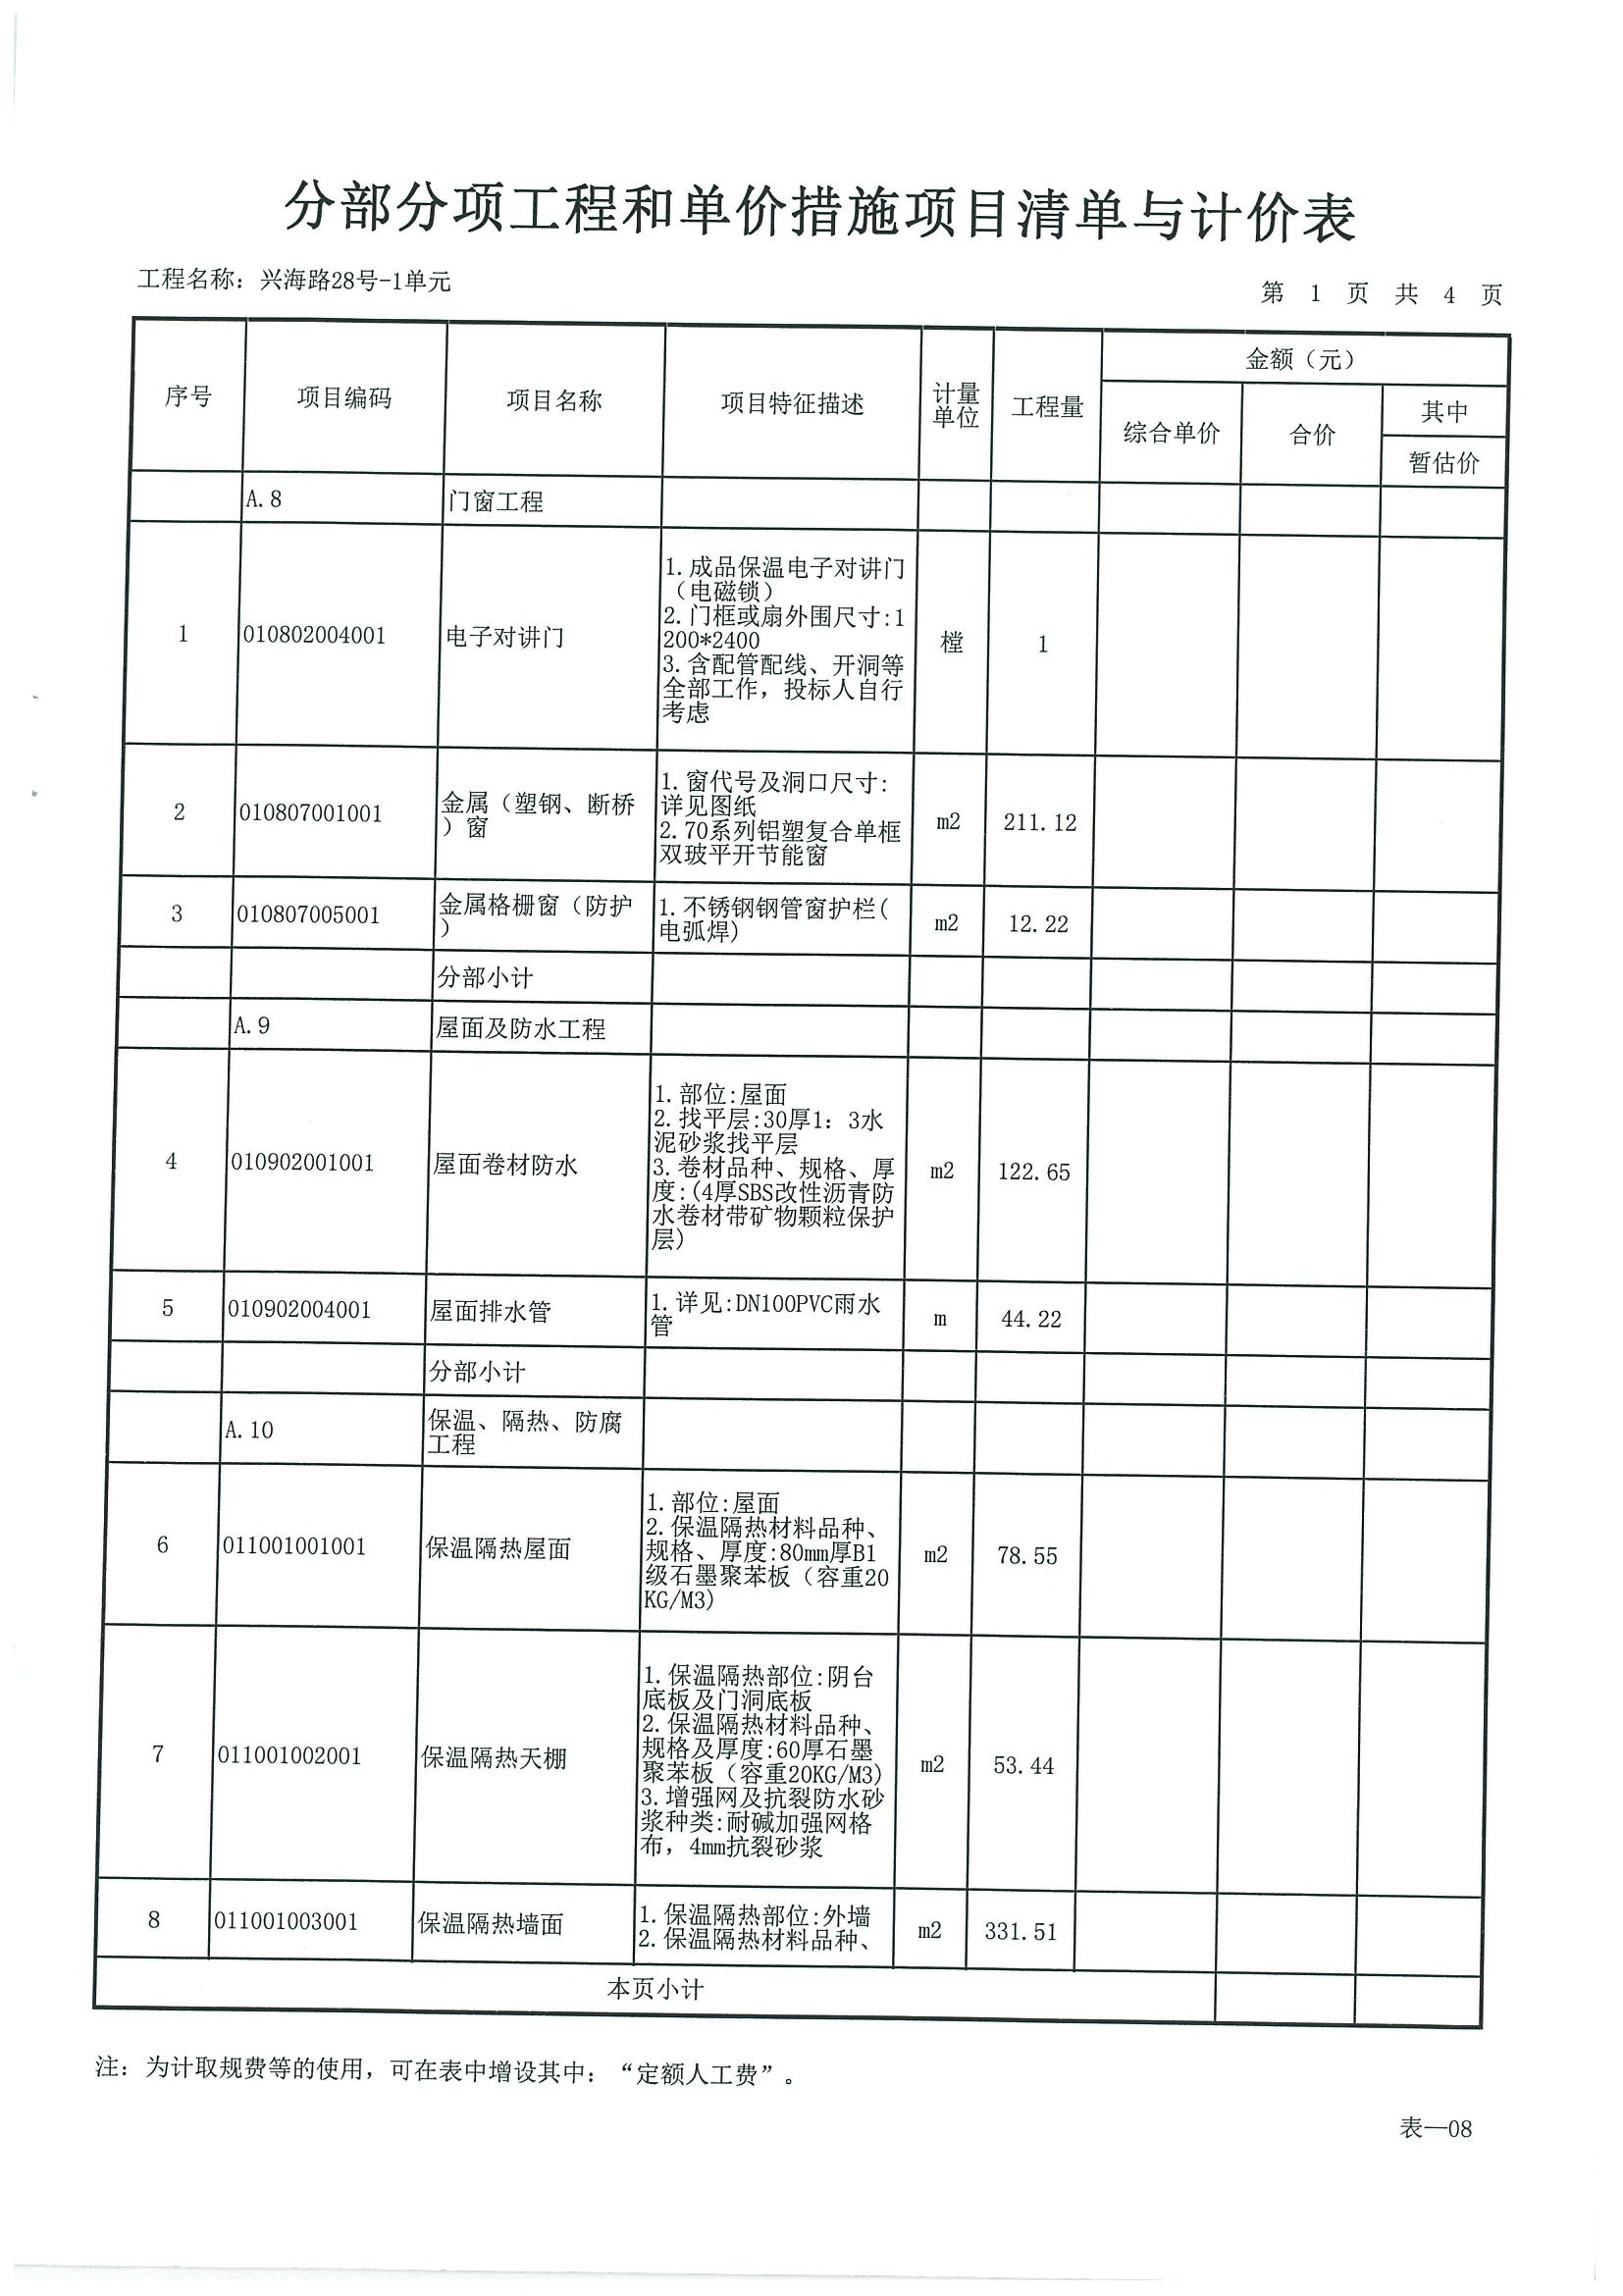 分部分项工程和单价措施项目清单与计价表
工程名称：兴海路28号-1单元
第 1 页 共 4 页
序号 项目编码 项目名称 项目特征描述 计量单位 工程量 金额（元）
综合单价 合价 其中
暂估价
A.8 门窗工程
1 010802004001 电子对讲门
1.成品保温电子对讲门
（电磁锁）
2.门框或扇外围尺寸:1
200*2400
3.含配管配线、开洞等
全部工作，投标人自行
考虑
樘 1
2 010807001001
金属（塑钢、断桥
）窗
1.窗代号及洞口尺寸:
详见图纸
2.70系列铝塑复合单框
双玻平开节能窗
m2 211.12
3 010807005001
金属格栅窗（防护
）
1.不锈钢钢管窗护栏(
电弧焊)
m2 12.22
分部小计
A.9 屋面及防水工程
4 010902001001 屋面卷材防水
1.部位:屋面
2.找平层:30厚1：3水
泥砂浆找平层
3.卷材品种、规格、厚
度:(4厚SBS改性沥青防
水卷材带矿物颗粒保护
层)
m2 122.65
5 010902004001 屋面排水管
1.详见:DN100PVC雨水
管
m 44.22
分部小计
A.10
保温、隔热、防腐
工程
6 011001001001 保温隔热屋面
1.部位:屋面
2.保温隔热材料品种、
规格、厚度:80mm厚B1
级石墨聚苯板（容重20
KG/M3)
m2 78.55
7 011001002001 保温隔热天棚
1.保温隔热部位:阴台
底板及门洞底板
2.保温隔热材料品种、
规格及厚度:60厚石墨
聚苯板（容重20KG/M3)
3.增强网及抗裂防水砂
浆种类:耐碱加强网格
布，4mm抗裂砂浆
m2 53.44
8 011001003001 保温隔热墙面
1.保温隔热部位:外墙
2.保温隔热材料品种、
m2 331.51
本页小计
注：为计取规费等的使用，可在表中增设其中：“定额人工费”。
表—08